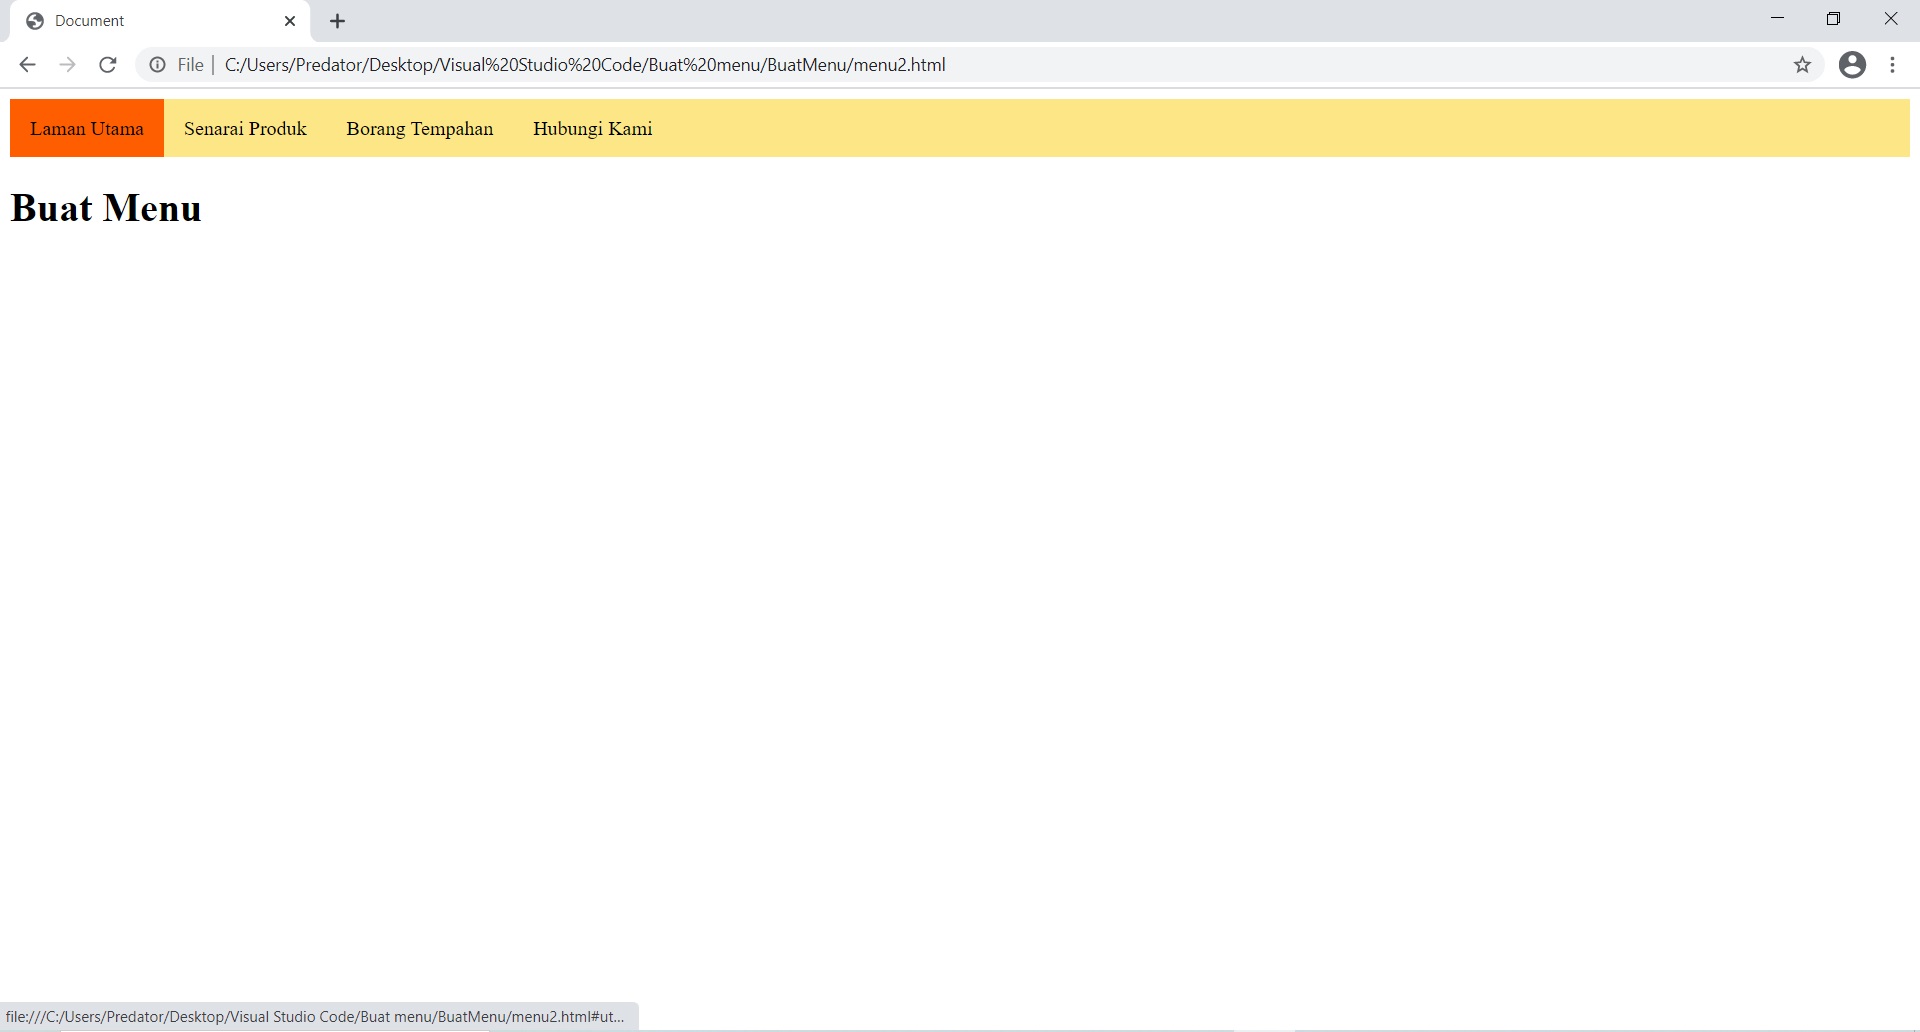 Document
File C:/Users/Predator/Desktop/Visual%20Studio%20Code/Buat%20menu/BuatMenu/menu2.html
Laman Utama Senarai Produk Borang Tempahan Hubungi Kami
Buat Menu
file:///C:/Users/Predator/Desktop/Visual Studio Code/Buat menu/BuatMenu/menu2.html#ut...